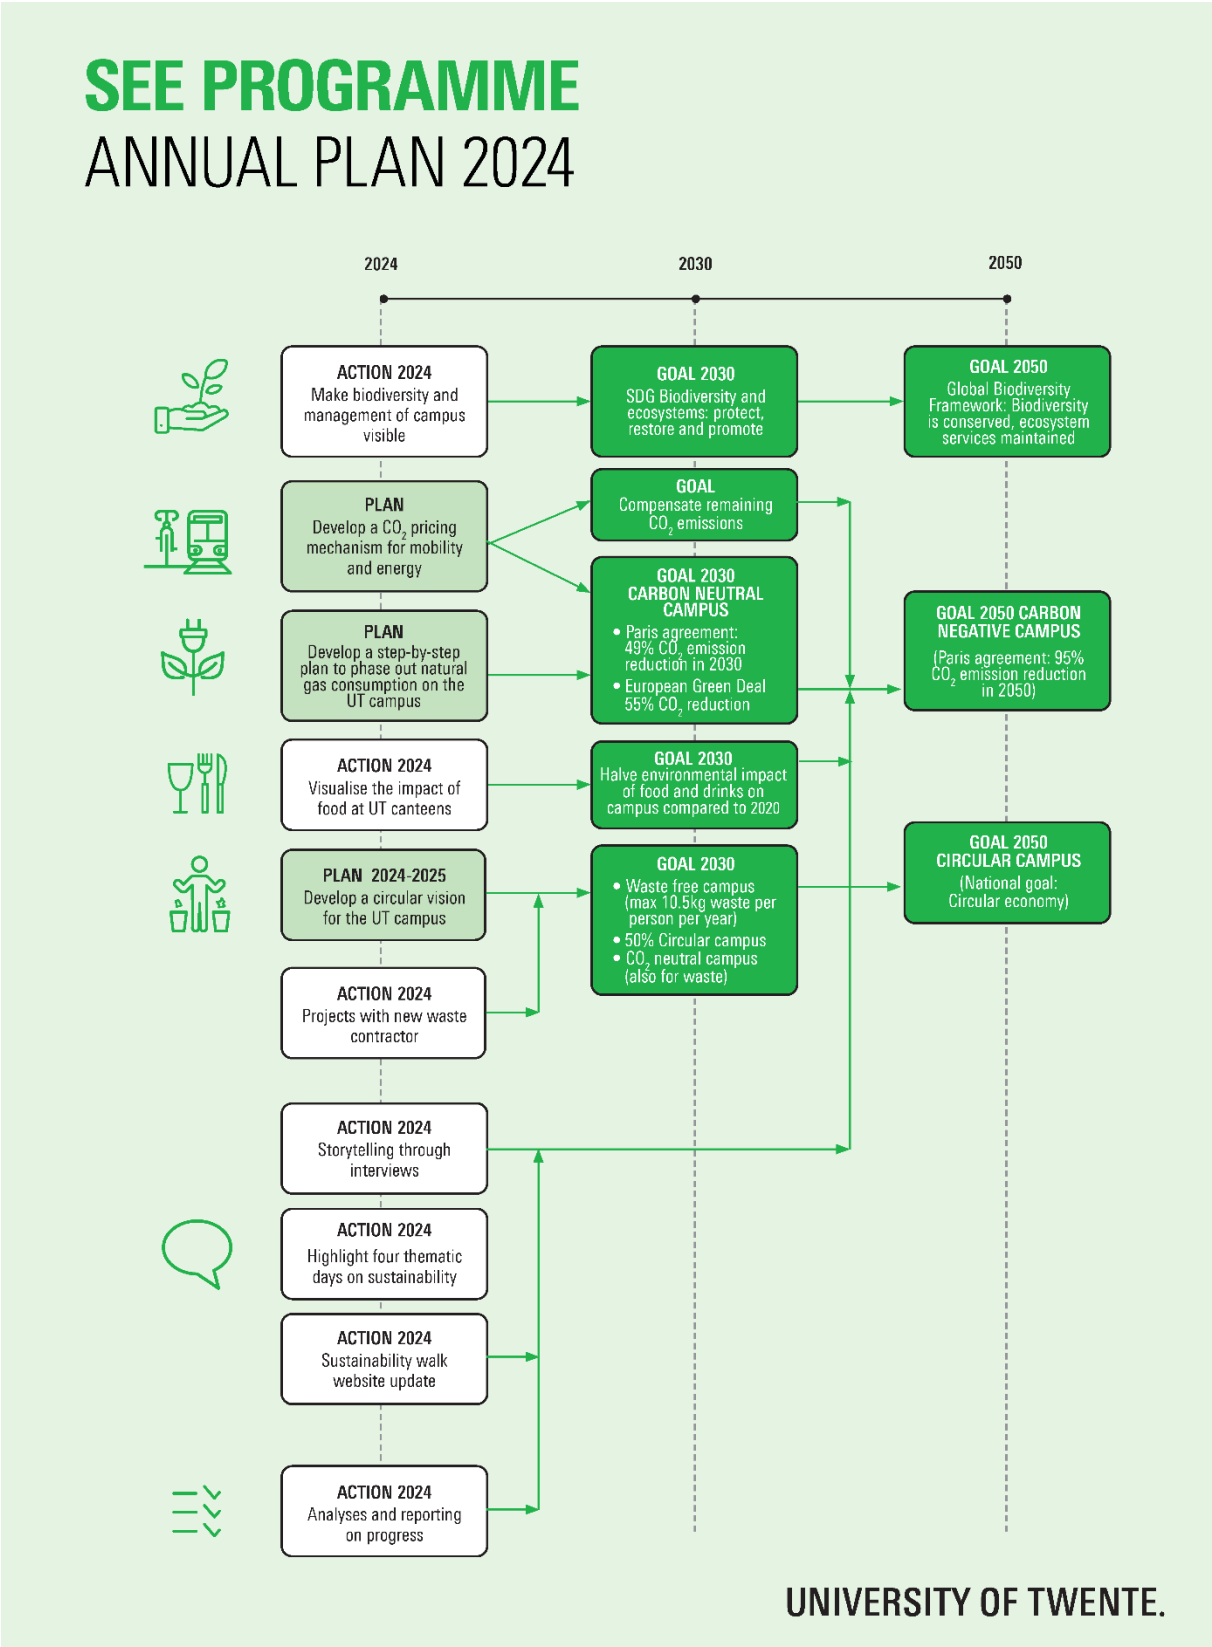 SEE PROGRAMME
ANNUAL PLAN 2024
2024
2030
2050
ACTION 2024
Make biodiversity and
management of campus
visible
GOAL 2030
SDG Biodiversity and
ecosystems: protect,
restore and promote
GOAL 2050
Global Biodiversity
Framework: Biodiversity
is conserved, ecosystem
services maintained
PLAN
Develop a CO₂ pricing
mechanism for mobility
and energy
GOAL
Compensate remaining
CO₂ emissions
GOAL 2030
CARBON NEUTRAL
CAMPUS
• Paris agreement:
49% CO₂ emission
reduction in 2030
• European Green Deal
55% CO₂ reduction
GOAL 2050 CARBON
NEGATIVE CAMPUS
(Paris agreement: 95%
CO₂ emission reduction
in 2050)
PLAN
Develop a step-by-step
plan to phase out natural
gas consumption on the
UT campus
ACTION 2024
Visualise the impact of
food at UT canteens
GOAL 2030
Halve environmental impact
of food and drinks on
campus compared to 2020
PLAN 2024-2025
Develop a circular vision
for the UT campus
GOAL 2030
• Waste free campus
(max 10.5kg waste per
person per year)
• 50% Circular campus
• CO₂ neutral campus
(also for waste)
GOAL 2050
CIRCULAR CAMPUS
(National goal:
Circular economy)
ACTION 2024
Projects with new waste
contractor
ACTION 2024
Storytelling through
interviews
ACTION 2024
Highlight four thematic
days on sustainability
ACTION 2024
Sustainability walk
website update
ACTION 2024
Analyses and reporting
on progress
UNIVERSITY OF TWENTE.